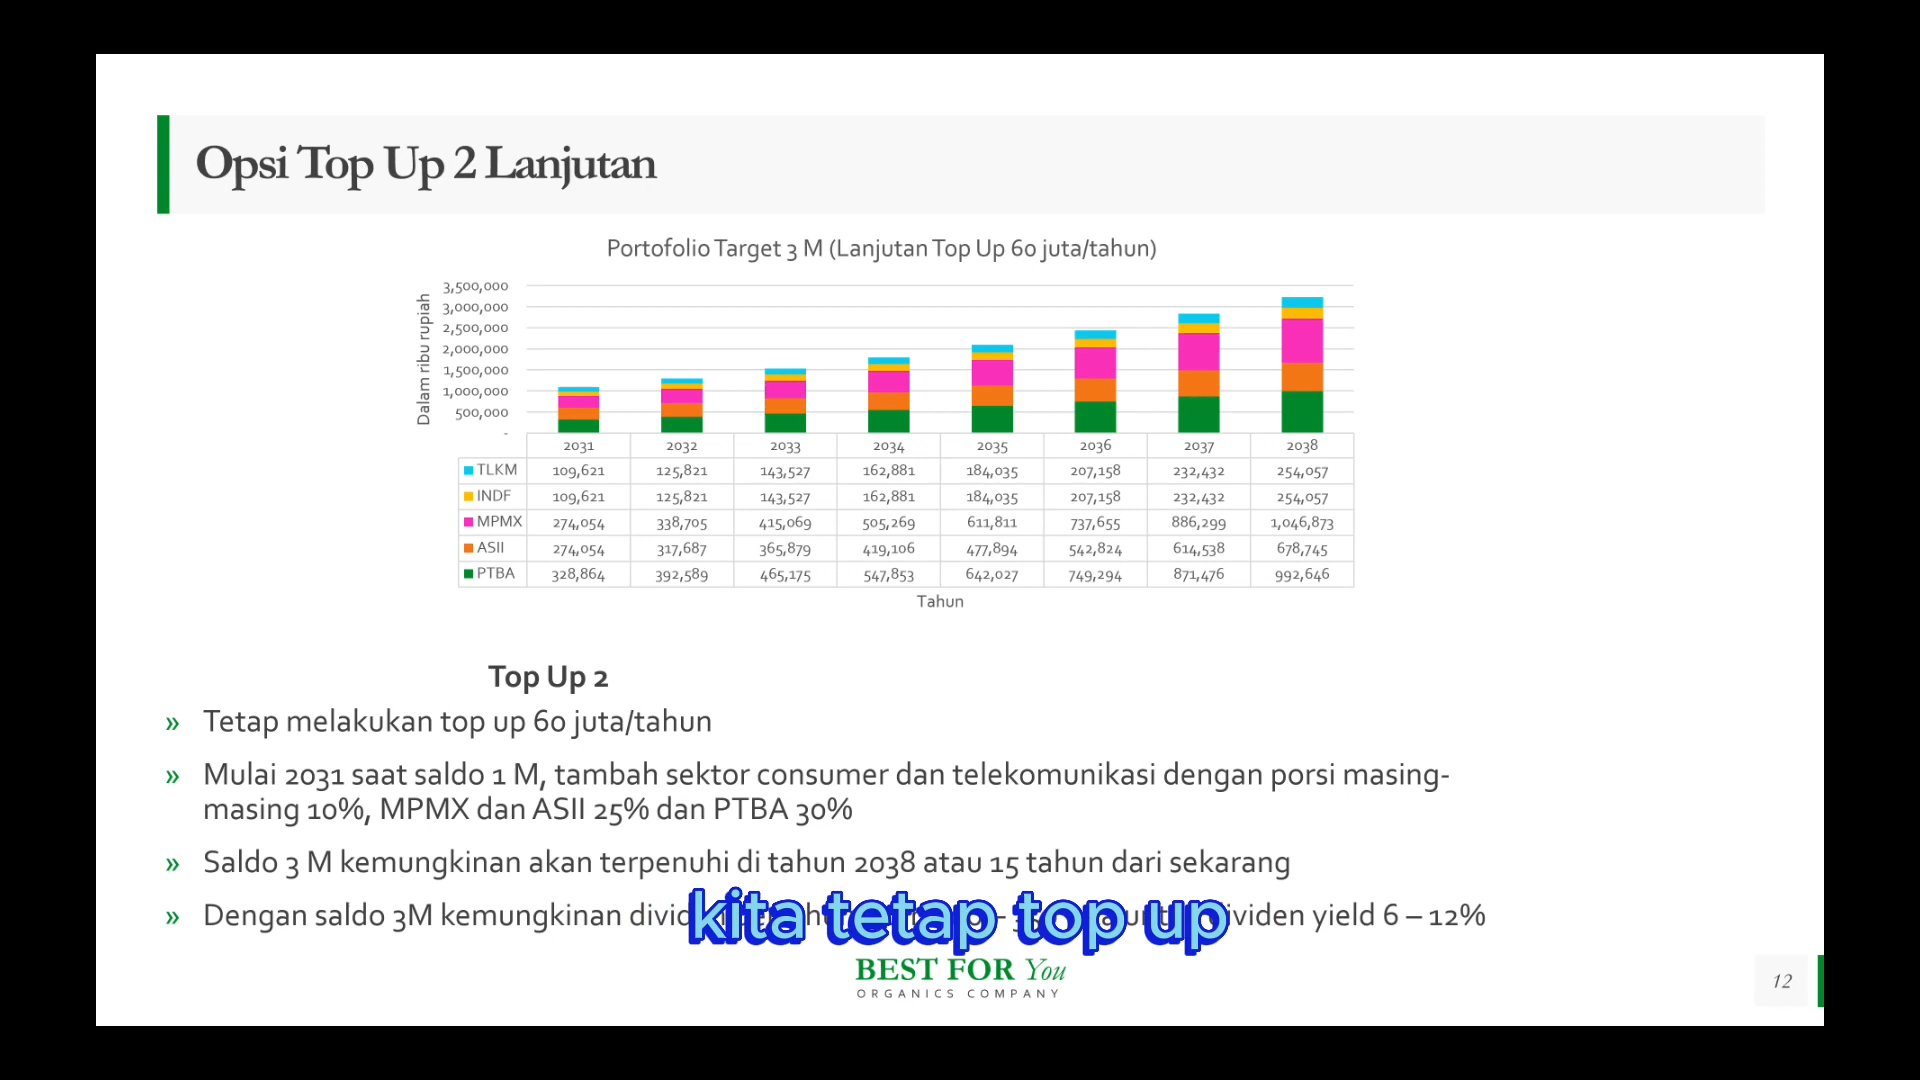 Opsi Top Up 2 Lanjutan
Portofolio Target 3 M (Lanjutan Top Up 60 juta/tahun)
Dalam ribu rupiah
3,500,000
3,000,000
2,500,000
2,000,000
1,500,000
1,000,000
500,000
-
2031 2032 2033 2034 2035 2036 2037 2038
TLKM 109,621 125,821 143,527 162,881 184,035 207,158 232,432 254,057
INDF 109,621 125,821 143,527 162,881 184,035 207,158 232,432 254,057
MPMX 274,054 338,705 415,069 505,269 611,811 737,655 886,299 1,046,873
ASII 274,054 317,687 365,879 419,106 477,894 542,824 614,538 678,745
PTBA 328,864 392,589 465,175 547,853 642,027 749,294 871,476 992,646
Tahun
Top Up 2
» Tetap melakukan top up 60 juta/tahun
» Mulai 2031 saat saldo 1 M, tambah sektor consumer dan telekomunikasi dengan porsi masing-
masing 10%, MPMX dan ASII 25% dan PTBA 30%
» Saldo 3 M kemungkinan akan terpenuhi di tahun 2038 atau 15 tahun dari sekarang
» Dengan saldo 3M kemungkinan dividen yield 6 – 12%
kita tetap top up
BEST FOR You
ORGANICS COMPANY
12